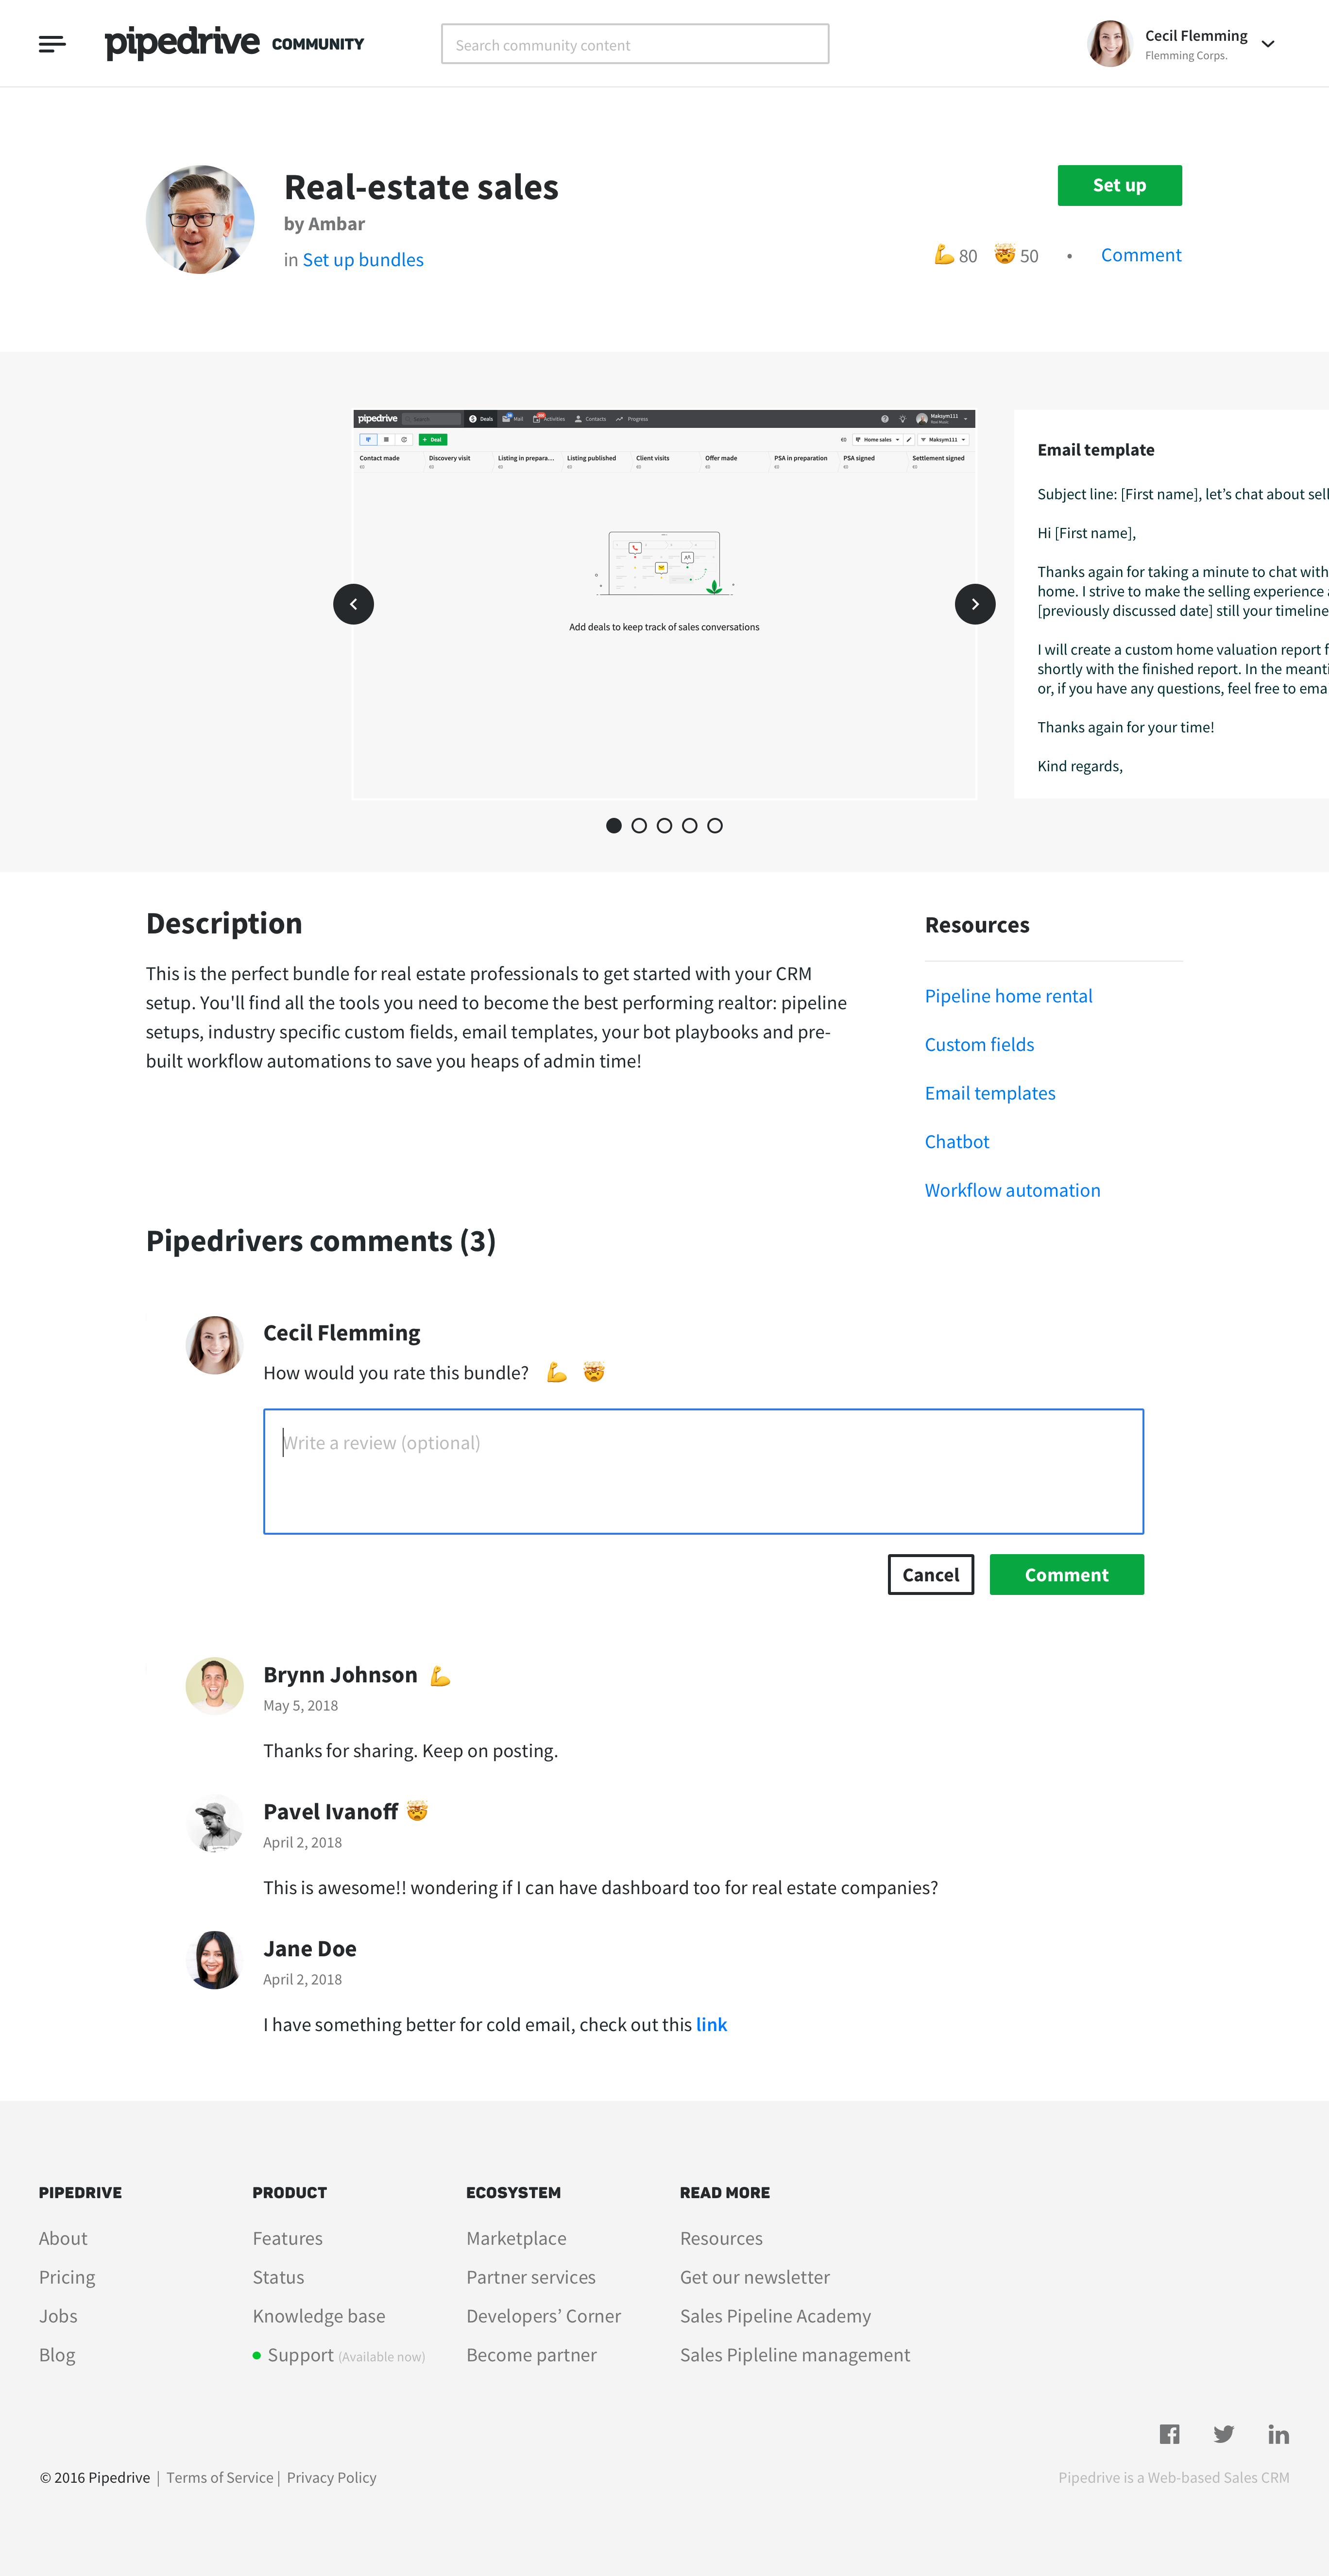 pipedrive COMMUNITY
Search community content
Cecil Flemming
Flemming Corps.
Real-estate sales
by Ambar
in Set up bundles
Set up
80 50 • Comment
pipedrive Search Deals Mail Activities Contacts Progress Maksym111
+ Deal €0 Home sales Maksym111
Contact made Discovery visit Listing in prepara... Listing published Client visits Offer made PSA in preparation PSA signed Settlement signed
€0 €0 €0 €0 €0 €0 €0 €0 €0
Add deals to keep track of sales conversations
Email template
Subject line: [First name], let’s chat about sell
Hi [First name],
Thanks again for taking a minute to chat with
home. I strive to make the selling experience
[previously discussed date] still your timeline
I will create a custom home valuation report f
shortly with the finished report. In the meanti
or, if you have any questions, feel free to ema
Thanks again for your time!
Kind regards,
Description
This is the perfect bundle for real estate professionals to get started with your CRM
setup. You'll find all the tools you need to become the best performing realtor: pipeline
setups, industry specific custom fields, email templates, your bot playbooks and pre-
built workflow automations to save you heaps of admin time!
Resources
Pipeline home rental
Custom fields
Email templates
Chatbot
Workflow automation
Pipedrivers comments (3)
Cecil Flemming
How would you rate this bundle?
Write a review (optional)
Cancel
Comment
Brynn Johnson
May 5, 2018
Thanks for sharing. Keep on posting.
Pavel Ivanoff
April 2, 2018
This is awesome!! wondering if I can have dashboard too for real estate companies?
Jane Doe
April 2, 2018
I have something better for cold email, check out this link
PIPEDRIVE
About
Pricing
Jobs
Blog
PRODUCT
Features
Status
Knowledge base
Support (Available now)
ECOSYSTEM
Marketplace
Partner services
Developers’ Corner
Become partner
READ MORE
Resources
Get our newsletter
Sales Pipeline Academy
Sales Pipleline management
© 2016 Pipedrive | Terms of Service | Privacy Policy
Pipedrive is a Web-based Sales CRM